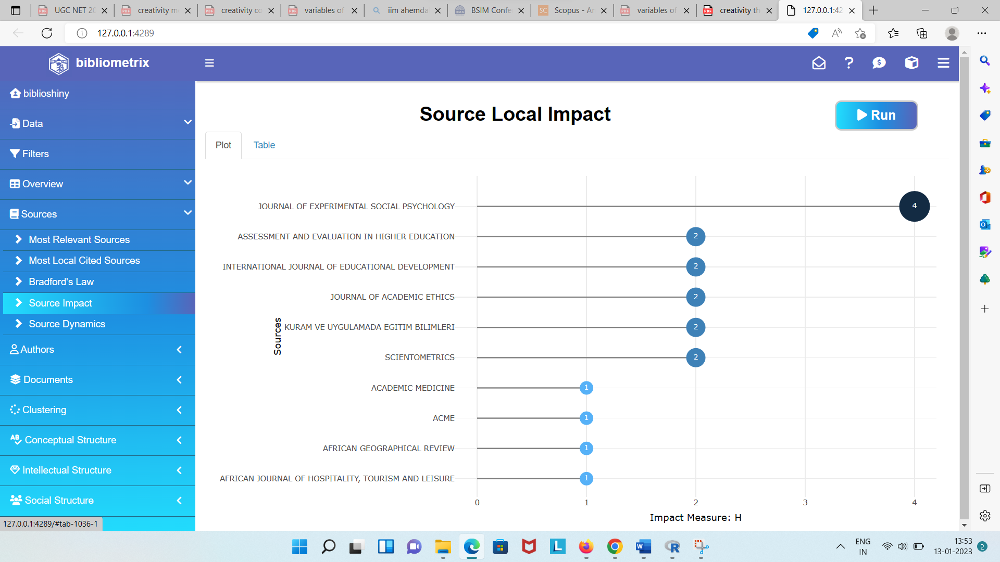 UGC NET 20
creativity m
creativity co
variables of
iim ahemda
BSIM Confe
Scopus - Ar
variables of
creativity th
127.0.0.1:42
127.0.0.1:4289
bibliometrix
biblioshiny
Data
Filters
Overview
Sources
Most Relevant Sources
Most Local Cited Sources
Bradford's Law
Source Impact
Source Dynamics
Authors
Documents
Clustering
Conceptual Structure
Intellectual Structure
Social Structure
127.0.0.1:4289/#tab-1036-1
Source Local Impact
Run
Plot
Table
Sources
JOURNAL OF EXPERIMENTAL SOCIAL PSYCHOLOGY 4
ASSESSMENT AND EVALUATION IN HIGHER EDUCATION 2
INTERNATIONAL JOURNAL OF EDUCATIONAL DEVELOPMENT 2
JOURNAL OF ACADEMIC ETHICS 2
KURAM VE UYGULAMADA EGITIM BILIMLERI 2
SCIENTOMETRICS 2
ACADEMIC MEDICINE 1
ACME 1
AFRICAN GEOGRAPHICAL REVIEW 1
AFRICAN JOURNAL OF HOSPITALITY, TOURISM AND LEISURE 1
0 1 2 3 4
Impact Measure: H
ENG
IN
13:53
13-01-2023
2